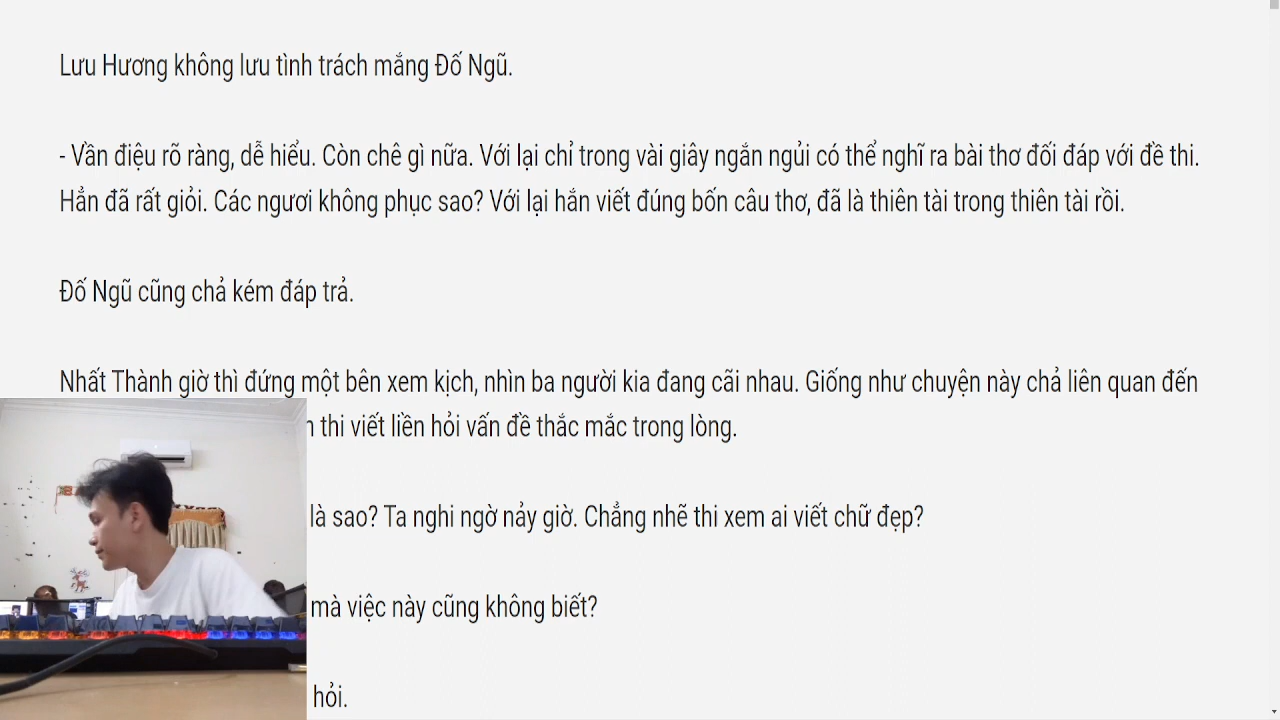 Lưu Hương không lưu tình trách mắng Đố Ngũ.
- Vần điệu rõ ràng, dễ hiểu. Còn chê gì nữa. Với lại chỉ trong vài giây ngắn ngủi có thể nghĩ ra bài thơ đối đáp với đề thi.
Hắn đã rất giỏi. Các ngươi không phục sao? Với lại hắn viết đúng bốn câu thơ, đã là thiên tài trong thiên tài rồi.
Đố Ngũ cũng chả kém đáp trả.
Nhất Thành giờ thì đứng một bên xem kịch, nhìn ba người kia đang cãi nhau. Giống như chuyện này chả liên quan đến
thi viết liền hỏi vấn đề thắc mắc trong lòng.
là sao? Ta nghi ngờ nảy giờ. Chẳng nhẽ thi xem ai viết chữ đẹp?
mà việc này cũng không biết?
hỏi.